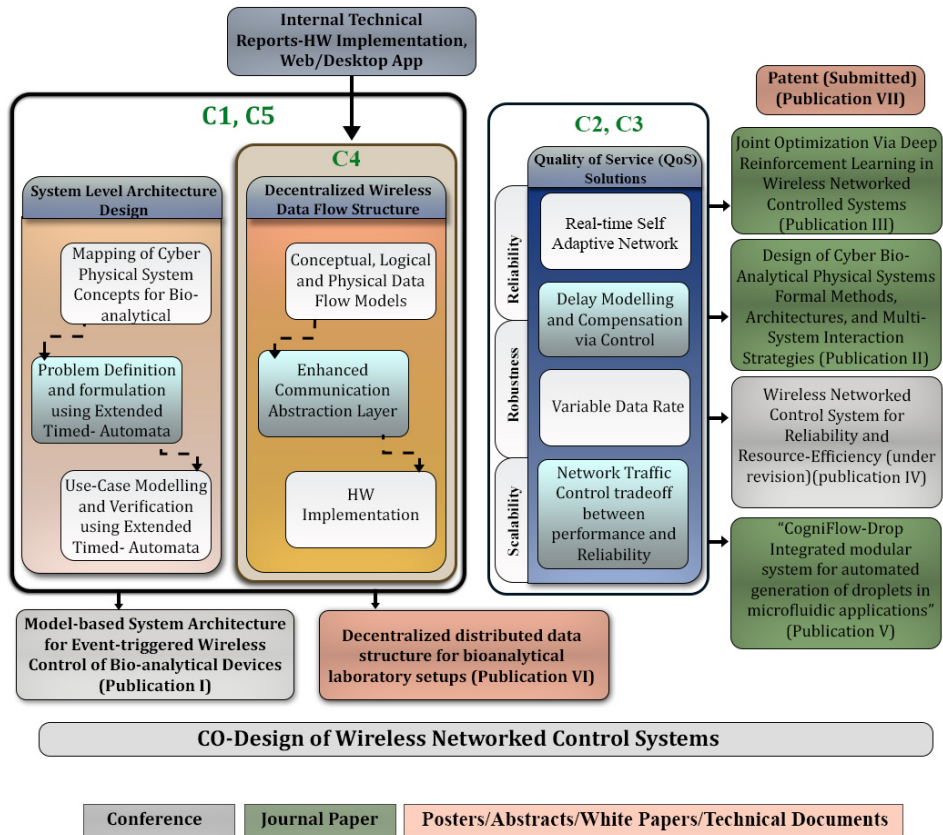 Internal Technical
Reports-HW Implementation,
Web/Desktop App
C1, C5
C4
System Level Architecture
Design
Mapping of Cyber
Physical System
Concepts for Bio-
analytical
Problem Definition
and formulation
using Extended
Timed- Automata
Use-Case Modelling
and Verification
using Extended
Timed- Automata
Decentralized Wireless
Data Flow Structure
Conceptual, Logical
and Physical Data
Flow Models
Enhanced
Communication
Abstraction Layer
HW
Implementation
C2, C3
Quality of Service (QoS)
Solutions
Reliability
Robustness
Scalability
Real-time Self
Adaptive Network
Delay Modelling
and Compensation
via Control
Variable Data Rate
Network Traffic
Control tradeoff
between
performance and
Reliability
Patent (Submitted)
(Publication VII)
Joint Optimization Via Deep
Reinforcement Learning in
Wireless Networked
Controlled Systems
(Publication III)
Design of Cyber Bio-
Analytical Physical Systems
Formal Methods,
Architectures, and Multi-
System Interaction
Strategies (Publication II)
Wireless Networked
Control System for
Reliability and
Resource-Efficiency (under
revision)(publication IV)
“CogniFlow-Drop
Integrated modular
system for automated
generation of droplets in
microfluidic applications”
(Publication V)
Model-based System Architecture
for Event-triggered Wireless
Control of Bio-analytical Devices
(Publication I)
Decentralized distributed data
structure for bioanalytical
laboratory setups (Publication VI)
CO-Design of Wireless Networked Control Systems
Conference
Journal Paper
Posters/Abstracts/White Papers/Technical Documents